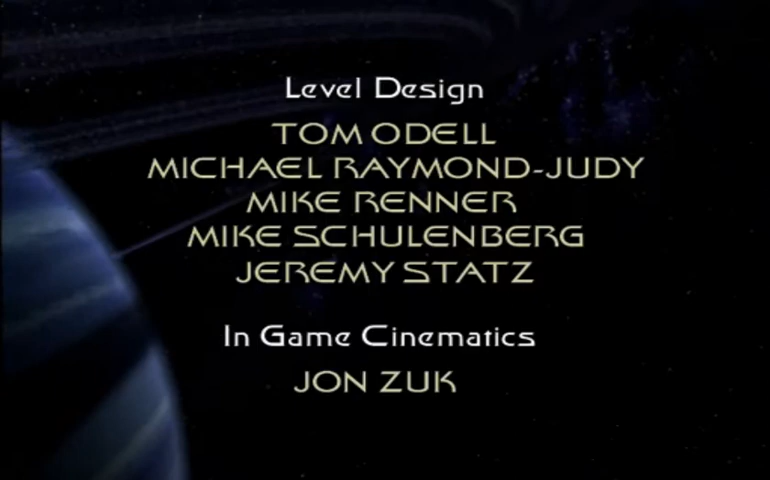 Level Design
TOM ODELL
MICHAEL RAYMOND-JUDY
MIKE RENNER
MIKE SCHULENBERG
JEREMY STATZ
In Game Cinematics
JON ZUK